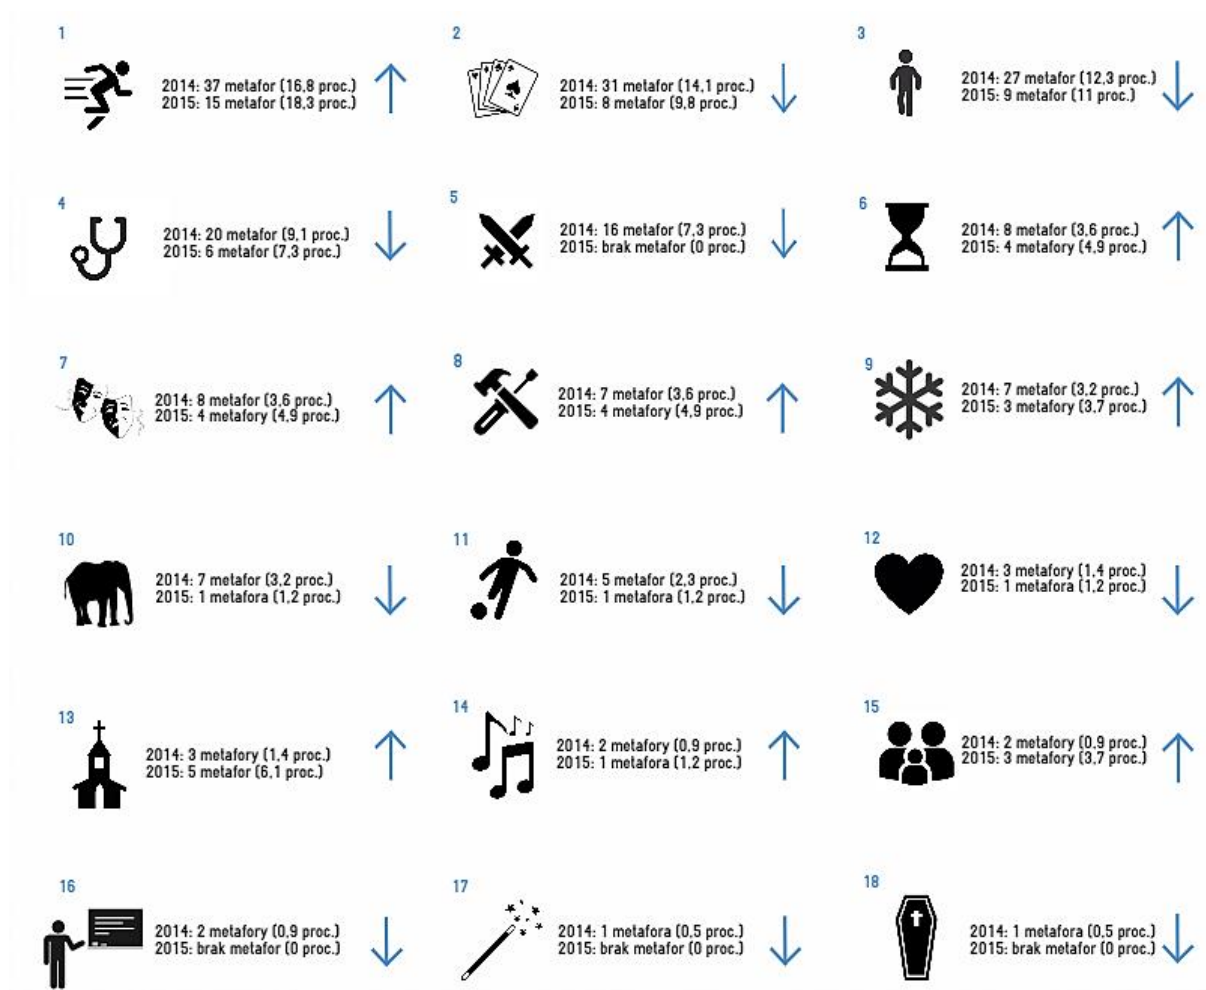 1
2014: 37 metafor (16,8 proc.)
2015: 15 metafor (18,3 proc.)
2
2014: 31 metafor (14,1 proc.)
2015: 8 metafor (9,8 proc.)
3
2014: 27 metafor (12,3 proc.)
2015: 9 metafor (11 proc.)
4
2014: 20 metafor (9,1 proc.)
2015: 6 metafor (7,3 proc.)
5
2014: 16 metafor (7,3 proc.)
2015: brak metafor (0 proc.)
6
2014: 8 metafor (3,6 proc.)
2015: 4 metafory (4,9 proc.)
7
2014: 8 metafor (3,6 proc.)
2015: 4 metafory (4,9 proc.)
8
2014: 7 metafor (3,6 proc.)
2015: 4 metafory (4,9 proc.)
9
2014: 7 metafor (3,2 proc.)
2015: 3 metafory (3,7 proc.)
10
2014: 7 metafor (3,2 proc.)
2015: 1 metafora (1,2 proc.)
11
2014: 5 metafor (2,3 proc.)
2015: 1 metafora (1,2 proc.)
12
2014: 3 metafory (1,4 proc.)
2015: 1 metafora (1,2 proc.)
13
2014: 3 metafory (1,4 proc.)
2015: 5 metafor (6,1 proc.)
14
2014: 2 metafory (0,9 proc.)
2015: 1 metafora (1,2 proc.)
15
2014: 2 metafory (0,9 proc.)
2015: 3 metafory (3,7 proc.)
16
2014: 2 metafory (0,9 proc.)
2015: brak metafor (0 proc.)
17
2014: 1 metafora (0,5 proc.)
2015: brak metafor (0 proc.)
18
2014: 1 metafora (0,5 proc.)
2015: brak metafor (0 proc.)